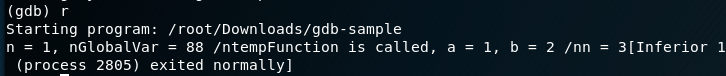 (gdb) r
Starting program: /root/Downloads/gdb-sample
n = 1, nGlobalVar = 88 /ntempFunction is called, a = 1, b = 2 /nn = 3[Inferior 1
 (process 2805) exited normally]